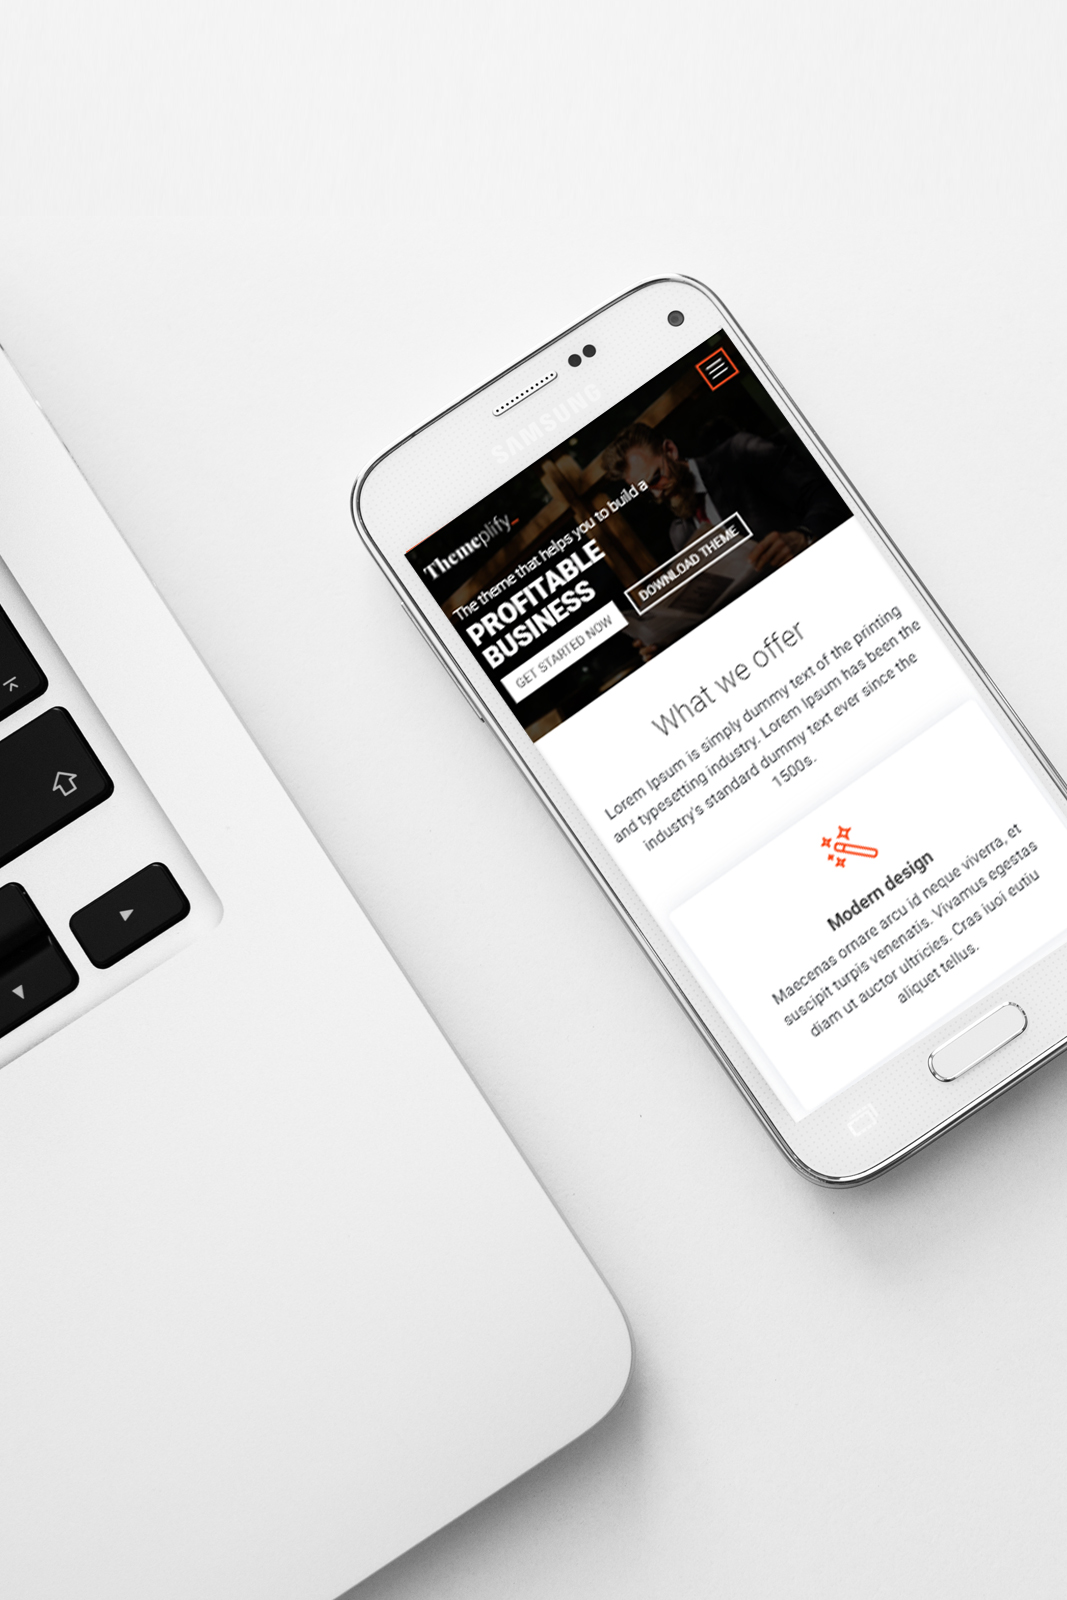 SAMSUNG
Themeplify_
The theme that helps you to build a
PROFITABLE
BUSINESS
GET STARTED NOW
DOWNLOAD THEME
What we offer
Lorem Ipsum is simply dummy text of the printing
and typesetting industry. Lorem Ipsum has been the
industry's standard dummy text ever since the
1500s.
Modern design
Maecenas ornare arcu id neque viverra, et
suscipit turpis venenatis. Vivamus egestas
diam ut auctor ultricies. Cras iuoi eutiu
aliquet tellus.